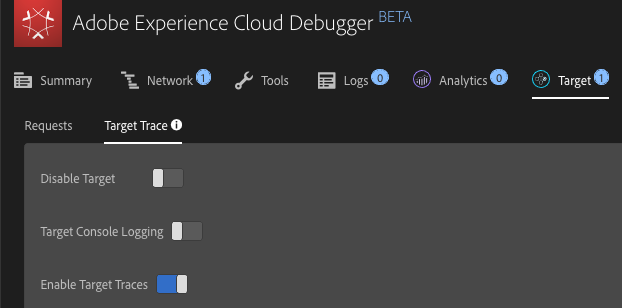 Adobe Experience Cloud Debugger BETA
Summary Network 1 Tools Logs 0 Analytics 0 Target 1
Requests Target Trace i
Disable Target
Target Console Logging
Enable Target Traces